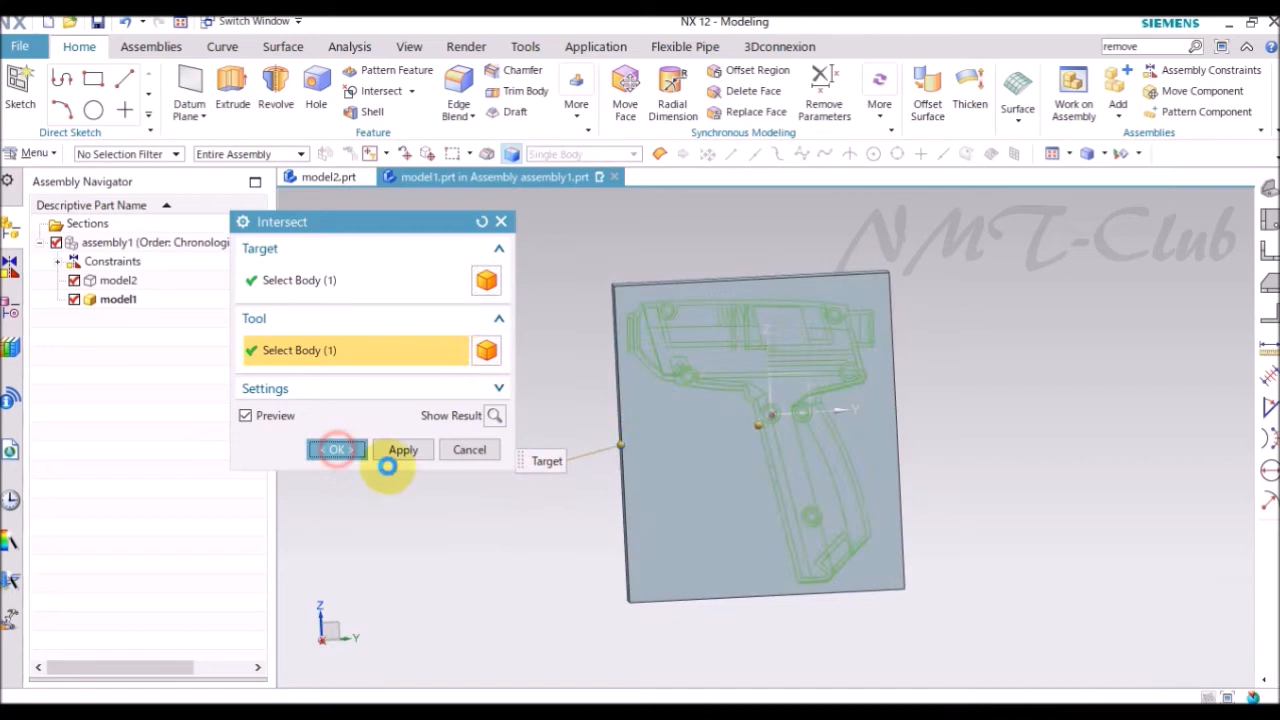 NX
Switch Window
NX 12 - Modeling
SIEMENS
File
Home
Assemblies
Curve
Surface
Analysis
View
Render
Tools
Application
Flexible Pipe
3Dconnexion
remove
Sketch
Direct Sketch
Datum Plane
Extrude
Revolve
Hole
Pattern Feature
Intersect
Shell
Edge Blend
Chamfer
Trim Body
Draft
More
Feature
Move Face
Radial Dimension
Offset Region
Delete Face
Replace Face
Remove Parameters
More
Synchronous Modeling
Offset Surface
Thicken
Surface
Work on Assembly
Add
Assembly Constraints
Move Component
Pattern Component
Assemblies
Menu
No Selection Filter
Entire Assembly
Single Body
Assembly Navigator
Descriptive Part Name
Sections
assembly1 (Order: Chronologi
Constraints
model2
model1
model2.prt
model1.prt in Assembly assembly1.prt
Intersect
Target
Select Body (1)
Tool
Select Body (1)
Settings
Preview
Show Result
< OK >
Apply
Cancel
Target
Y
Z
Y